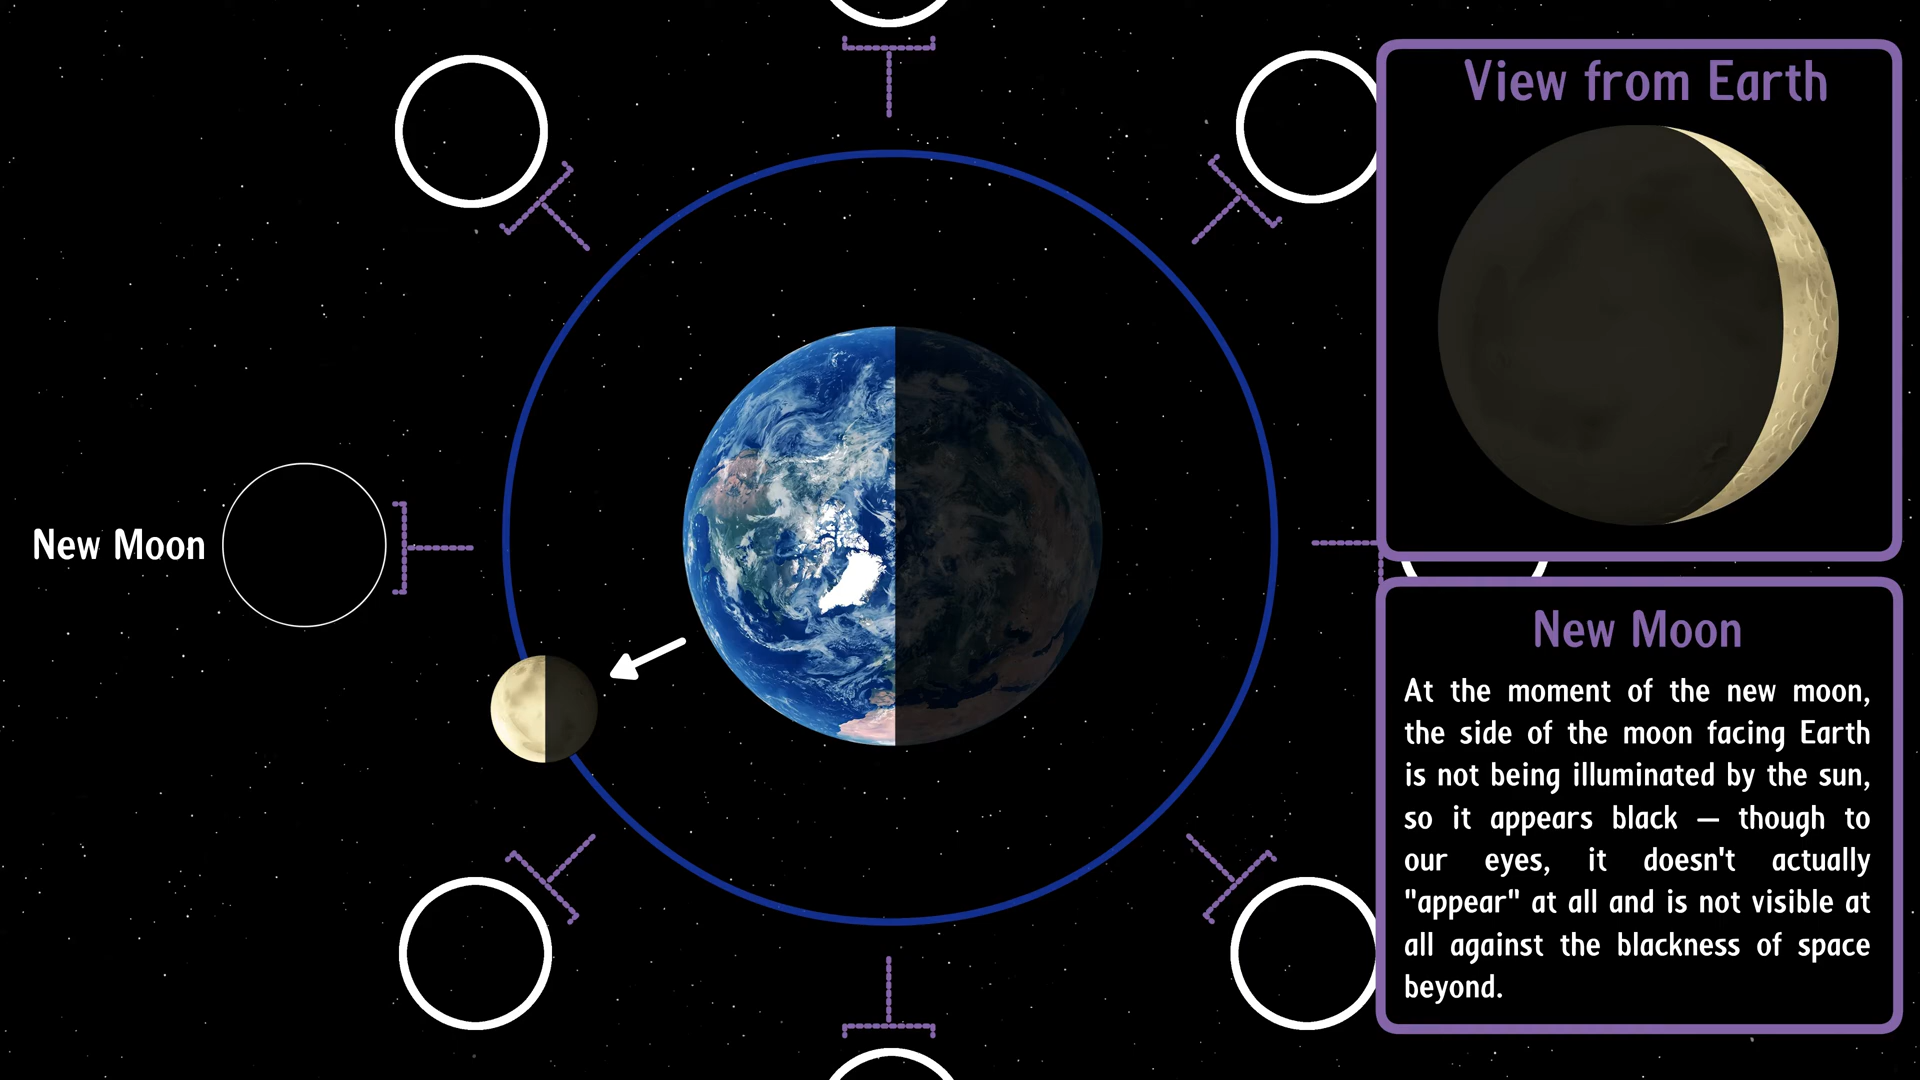 New Moon
View from Earth
New Moon
At the moment of the new moon,
the side of the moon facing Earth
is not being illuminated by the sun,
so it appears black — though to
our eyes, it doesn't actually
"appear" at all and is not visible at
all against the blackness of space
beyond.